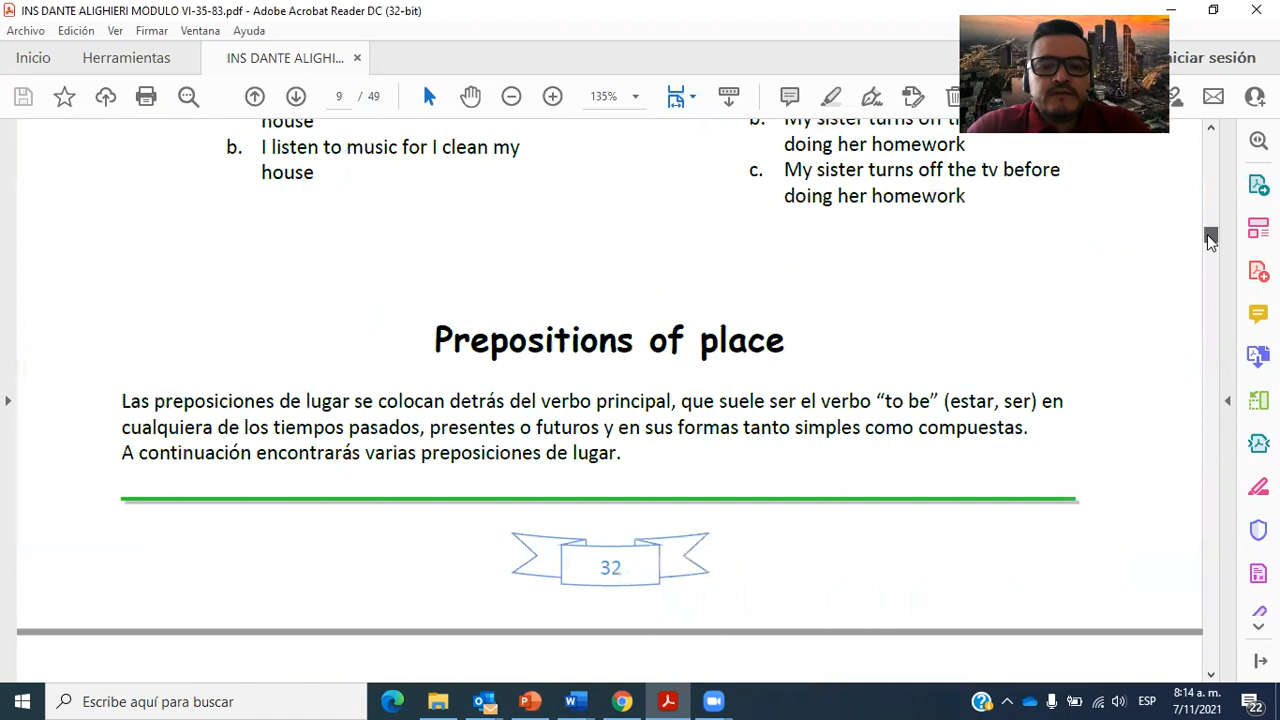 INS DANTE ALIGHIERI MODULO VI-35-83.pdf - Adobe Acrobat Reader DC (32-bit)
Archivo Edición Ver Firmar Ventana Ayuda
Inicio Herramientas INS DANTE ALIGHI... × iciar sesión
9 / 49 135%
house
b. I listen to music for I clean my
house
b. My sister turns off
doing her homework
c. My sister turns off the tv before
doing her homework
Prepositions of place
Las preposiciones de lugar se colocan detrás del verbo principal, que suele ser el verbo “to be” (estar, ser) en
cualquiera de los tiempos pasados, presentes o futuros y en sus formas tanto simples como compuestas.
A continuación encontrarás varias preposiciones de lugar.
32
Escribe aquí para buscar
ESP
8:14 a. m.
7/11/2021
22